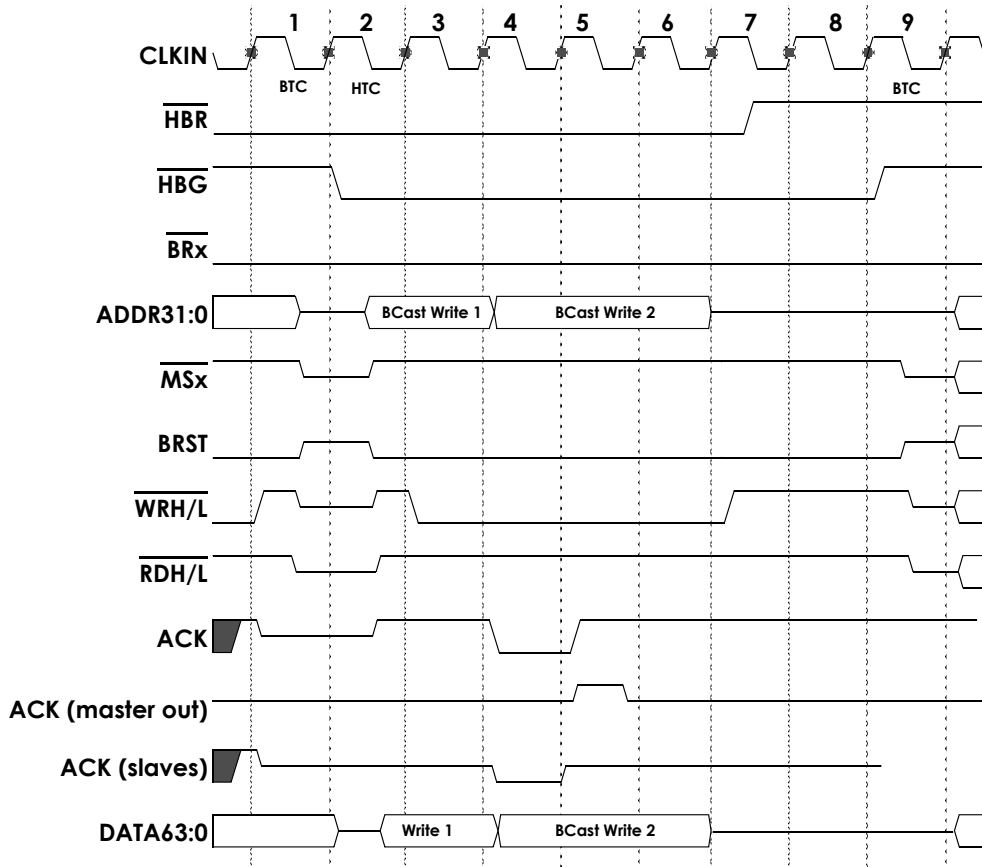 1 2 3 4 5 6 7 8 9
CLKIN
BTC HTC BTC
HBR
HBG
BRx
ADDR31:0 BCast Write 1 BCast Write 2
MSx
BRST
WRH/L
RDH/L
ACK
ACK (master out)
ACK (slaves)
DATA63:0 Write 1 BCast Write 2